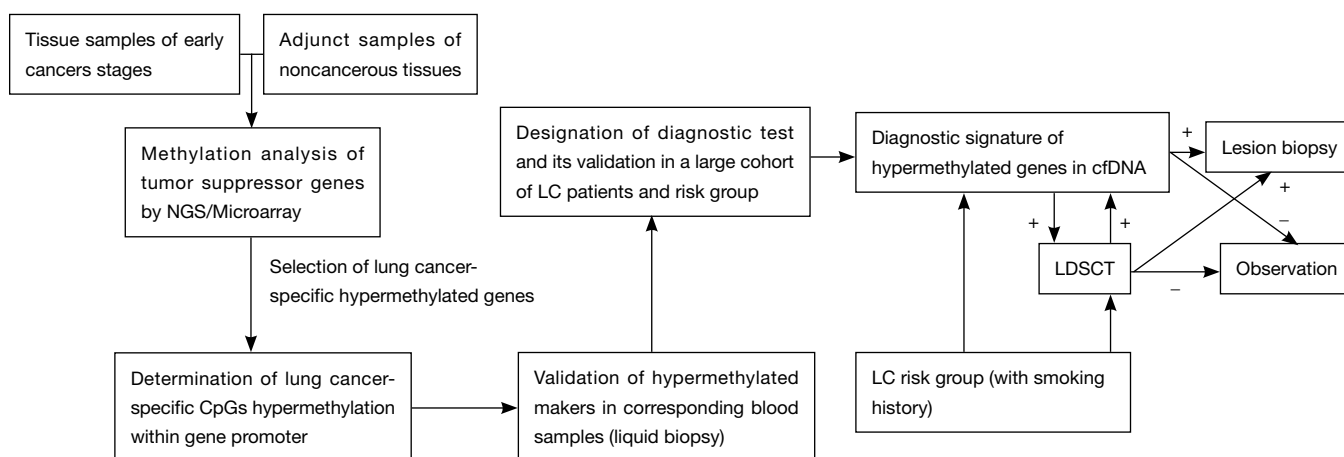 Tissue samples of early
cancers stages
Adjunct samples of
noncancerous tissues
Methylation analysis of
tumor suppressor genes
by NGS/Microarray
Selection of lung cancer-
specific hypermethylated genes
Determination of lung cancer-
specific CpGs hypermethylation
within gene promoter
Validation of hypermethylated
makers in corresponding blood
samples (liquid biopsy)
Designation of diagnostic test
and its validation in a large cohort
of LC patients and risk group
Diagnostic signature of
hypermethylated genes in cfDNA
+
Lesion biopsy
+
–
+
+
LDSCT
–
Observation
LC risk group (with smoking
history)